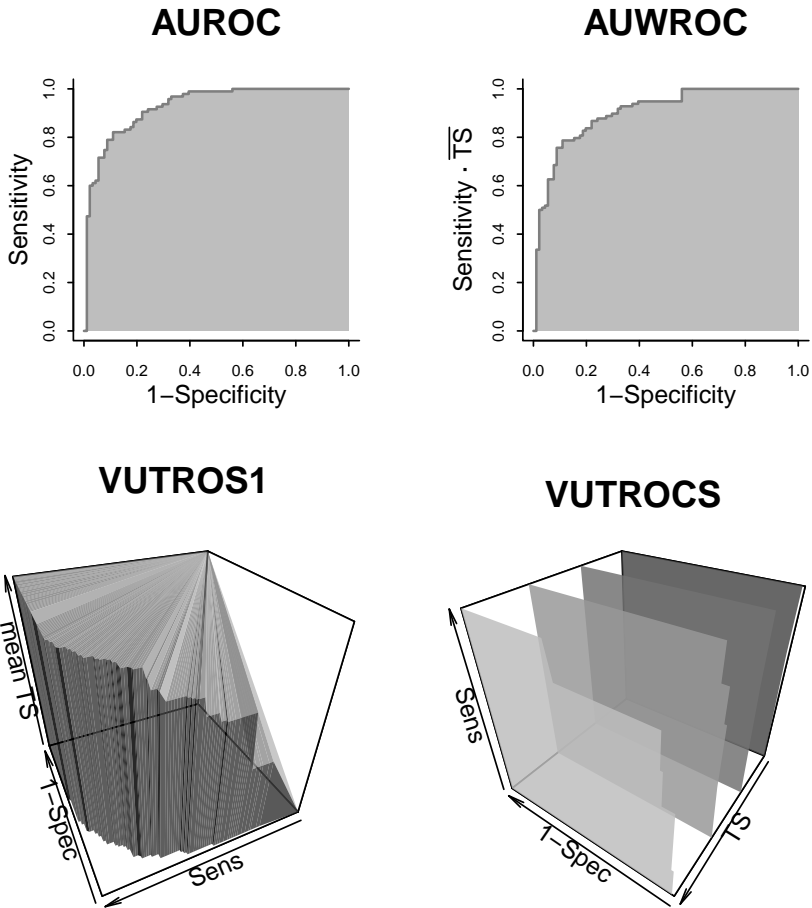 AUROC
Sensitivity
1.0
0.8
0.6
0.4
0.2
0.0
0.0 0.2 0.4 0.6 0.8 1.0
1−Specificity
AUWROC
Sensitivity · T̅S̅
1.0
0.8
0.6
0.4
0.2
0.0
0.0 0.2 0.4 0.6 0.8 1.0
1−Specificity
VUTROS1
mean TS
1−Spec
Sens
VUTROCS
Sens
1−Spec
TS